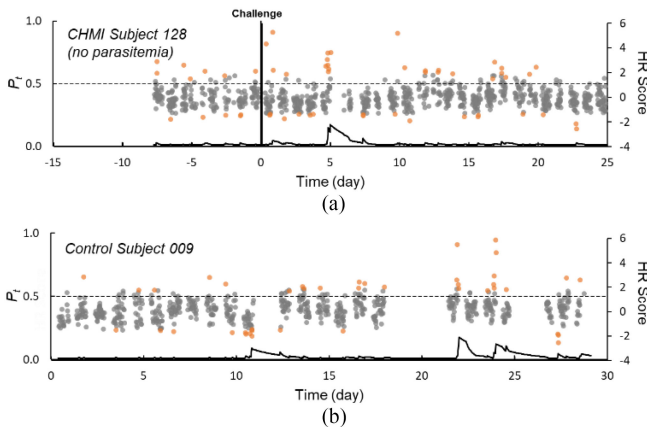 Challenge
CHMI Subject 128
(no parasitemia)
1.0
0.5
0.0
Pt
6
4
2
0
-2
-4
HR Score
-15 -10 -5 0 5 10 15 20 25
Time (day)
(a)
Control Subject 009
1.0
0.5
0.0
Pt
6
4
2
0
-2
-4
HR Score
0 5 10 15 20 25 30
Time (day)
(b)